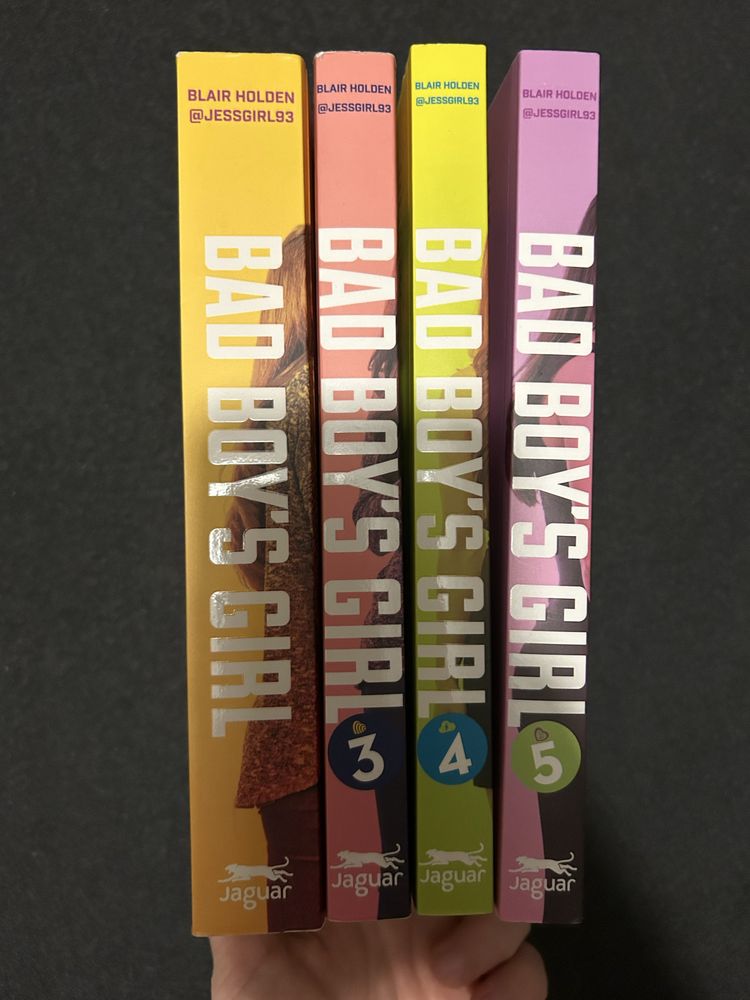 BLAIR HOLDEN
@JESSGIRL93
BAD BOY'S GIRL
Jaguar
BLAIR HOLDEN
@JESSGIRL93
BAD BOY'S GIRL
3
Jaguar
BLAIR HOLDEN
@JESSGIRL93
BAD BOY'S GIRL
4
Jaguar
BLAIR HOLDEN
@JESSGIRL93
BAD BOY'S GIRL
5
Jaguar